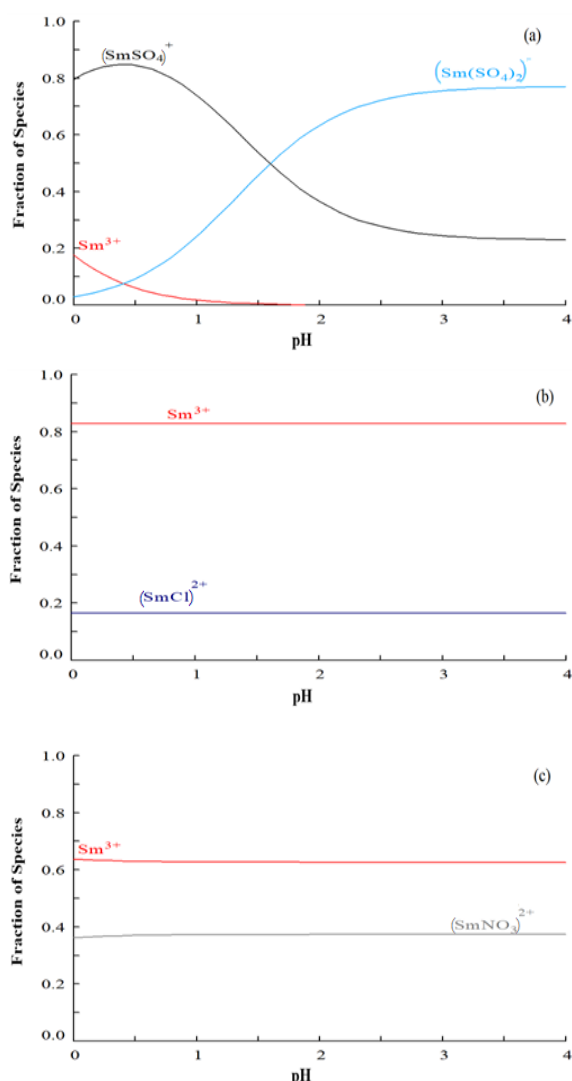 (a)
(SmSO₄)⁺
(Sm(SO₄)₂)⁻
Sm³⁺
Fraction of Species
1.0
0.8
0.6
0.4
0.2
0.0
0 1 2 3 4
pH
(b)
Sm³⁺
(SmCl)²⁺
Fraction of Species
1.0
0.8
0.6
0.4
0.2
0.0
0 1 2 3 4
pH
(c)
Sm³⁺
(SmNO₃)²⁺
Fraction of Species
1.0
0.8
0.6
0.4
0.2
0.0
0 1 2 3 4
pH